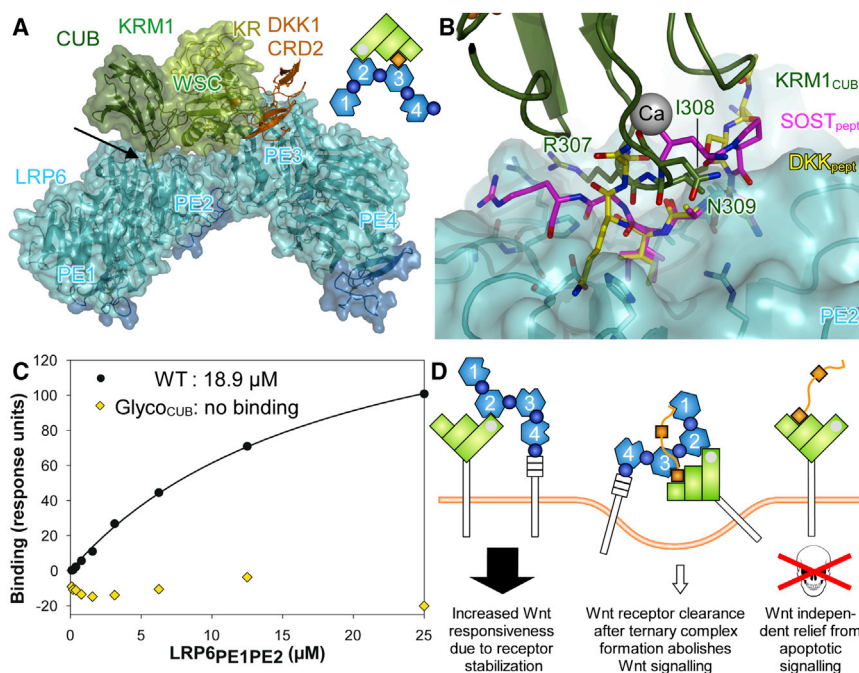 A
KRM1
CUB
KR
DKK1
CRD2
WSC
LRP6
PE3
PE2
PE1
PE4
1
2
3
4
B
KRM1CUB
Ca
I308
SOSTpept
R307
DKKpept
N309
PE2
C
120
100
80
60
40
20
0
-20
Binding (response units)
WT : 18.9 µM
GlycoCUB: no binding
0
5
10
15
20
25
LRP6PE1PE2 (µM)
D
1
2
3
4
1
2
3
4
Increased Wnt
responsiveness
due to receptor
stabilization
Wnt receptor clearance
after ternary complex
formation abolishes
Wnt signalling
Wnt indepen-
dent relief from
apoptotic
signalling